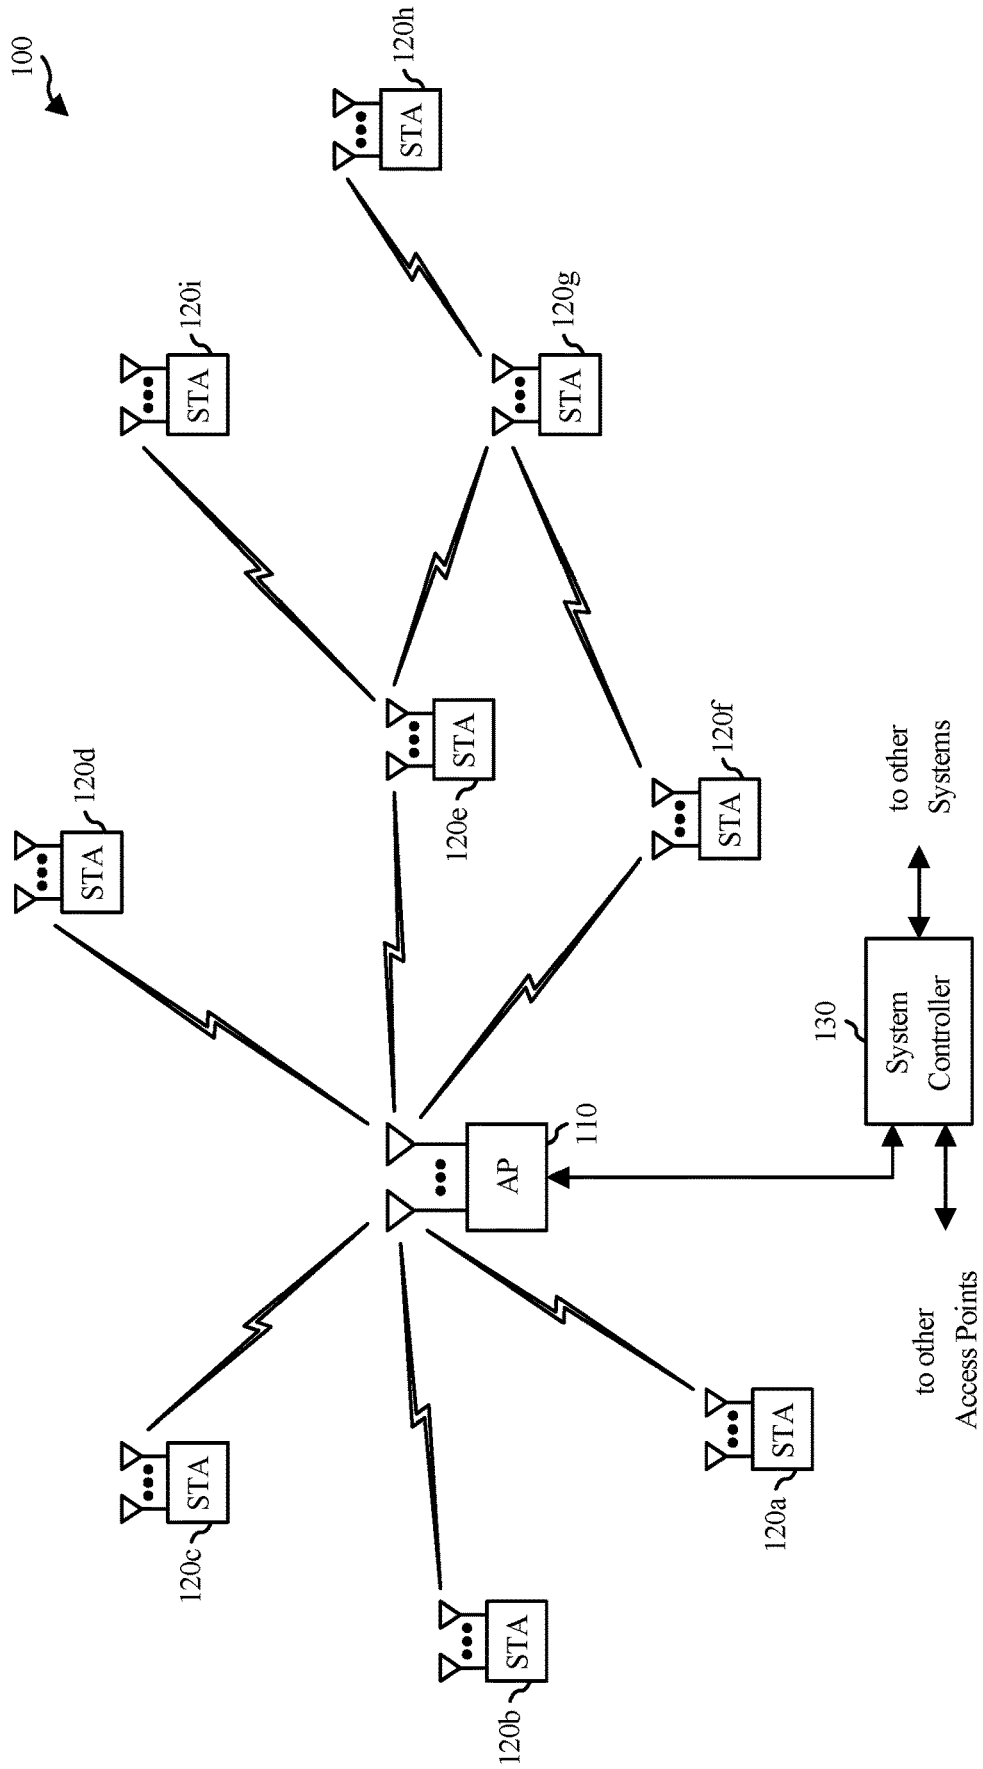 100
120d
STA
120i
STA
120h
STA
120c
STA
120e
STA
120g
STA
120b
STA
AP
110
120f
STA
120a
STA
130
System
Controller
to other
Systems
to other
Access Points